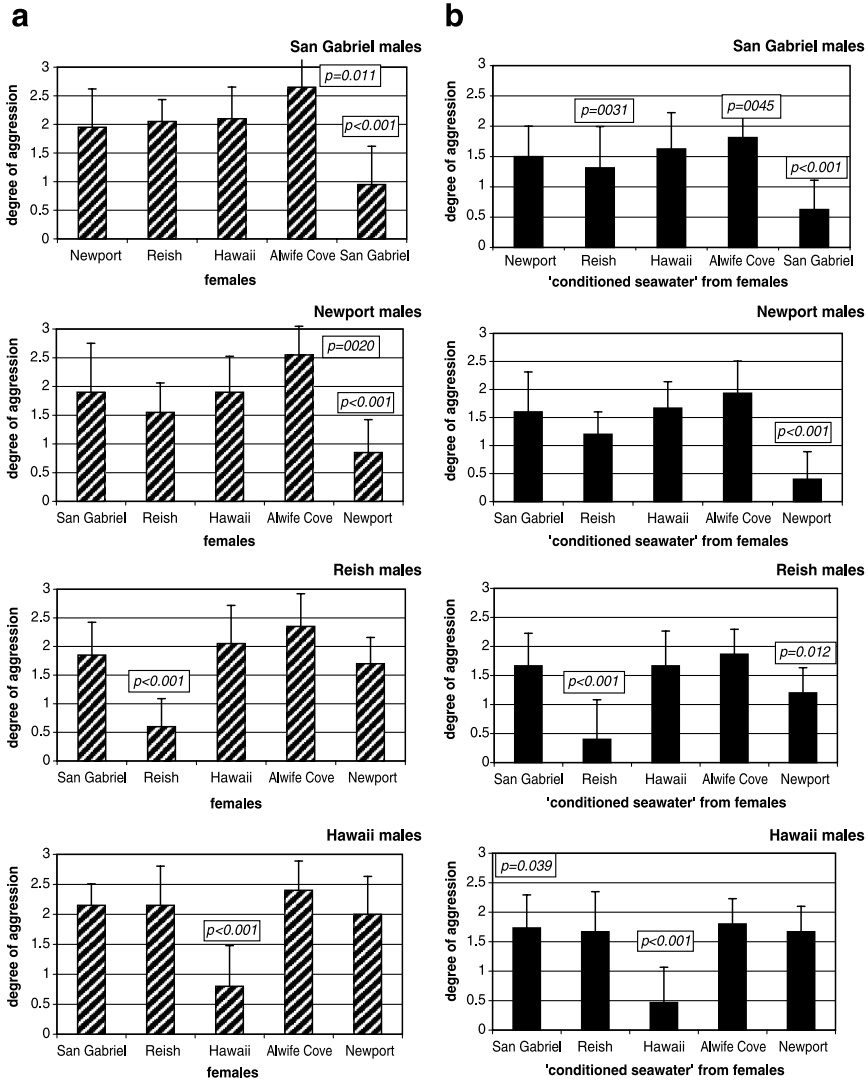 a
San Gabriel males
degree of aggression
3
2.5
2
1.5
1
0.5
0
p=0.011
p<0.001
Newport Reish Hawaii Alwife Cove San Gabriel
females
Newport males
degree of aggression
3
2.5
2
1.5
1
0.5
0
p=0020
p<0.001
San Gabriel Reish Hawaii Alwife Cove Newport
females
Reish males
degree of aggression
3
2.5
2
1.5
1
0.5
0
p<0.001
San Gabriel Reish Hawaii Alwife Cove Newport
females
Hawaii males
degree of aggression
3
2.5
2
1.5
1
0.5
0
p<0.001
San Gabriel Reish Hawaii Alwife Cove Newport
females
b
San Gabriel males
degree of aggression
3
2.5
2
1.5
1
0.5
0
p=0031
p=0045
p<0.001
Newport Reish Hawaii Alwife Cove San Gabriel
'conditioned seawater' from females
Newport males
degree of aggression
3
2.5
2
1.5
1
0.5
0
p<0.001
San Gabriel Reish Hawaii Alwife Cove Newport
'conditioned seawater' from females
Reish males
degree of aggression
3
2.5
2
1.5
1
0.5
0
p<0.001
p=0.012
San Gabriel Reish Hawaii Alwife Cove Newport
'conditioned seawater' from females
Hawaii males
degree of aggression
3
2.5
2
1.5
1
0.5
0
p=0.039
p<0.001
San Gabriel Reish Hawaii Alwife Cove Newport
'conditioned seawater' from females